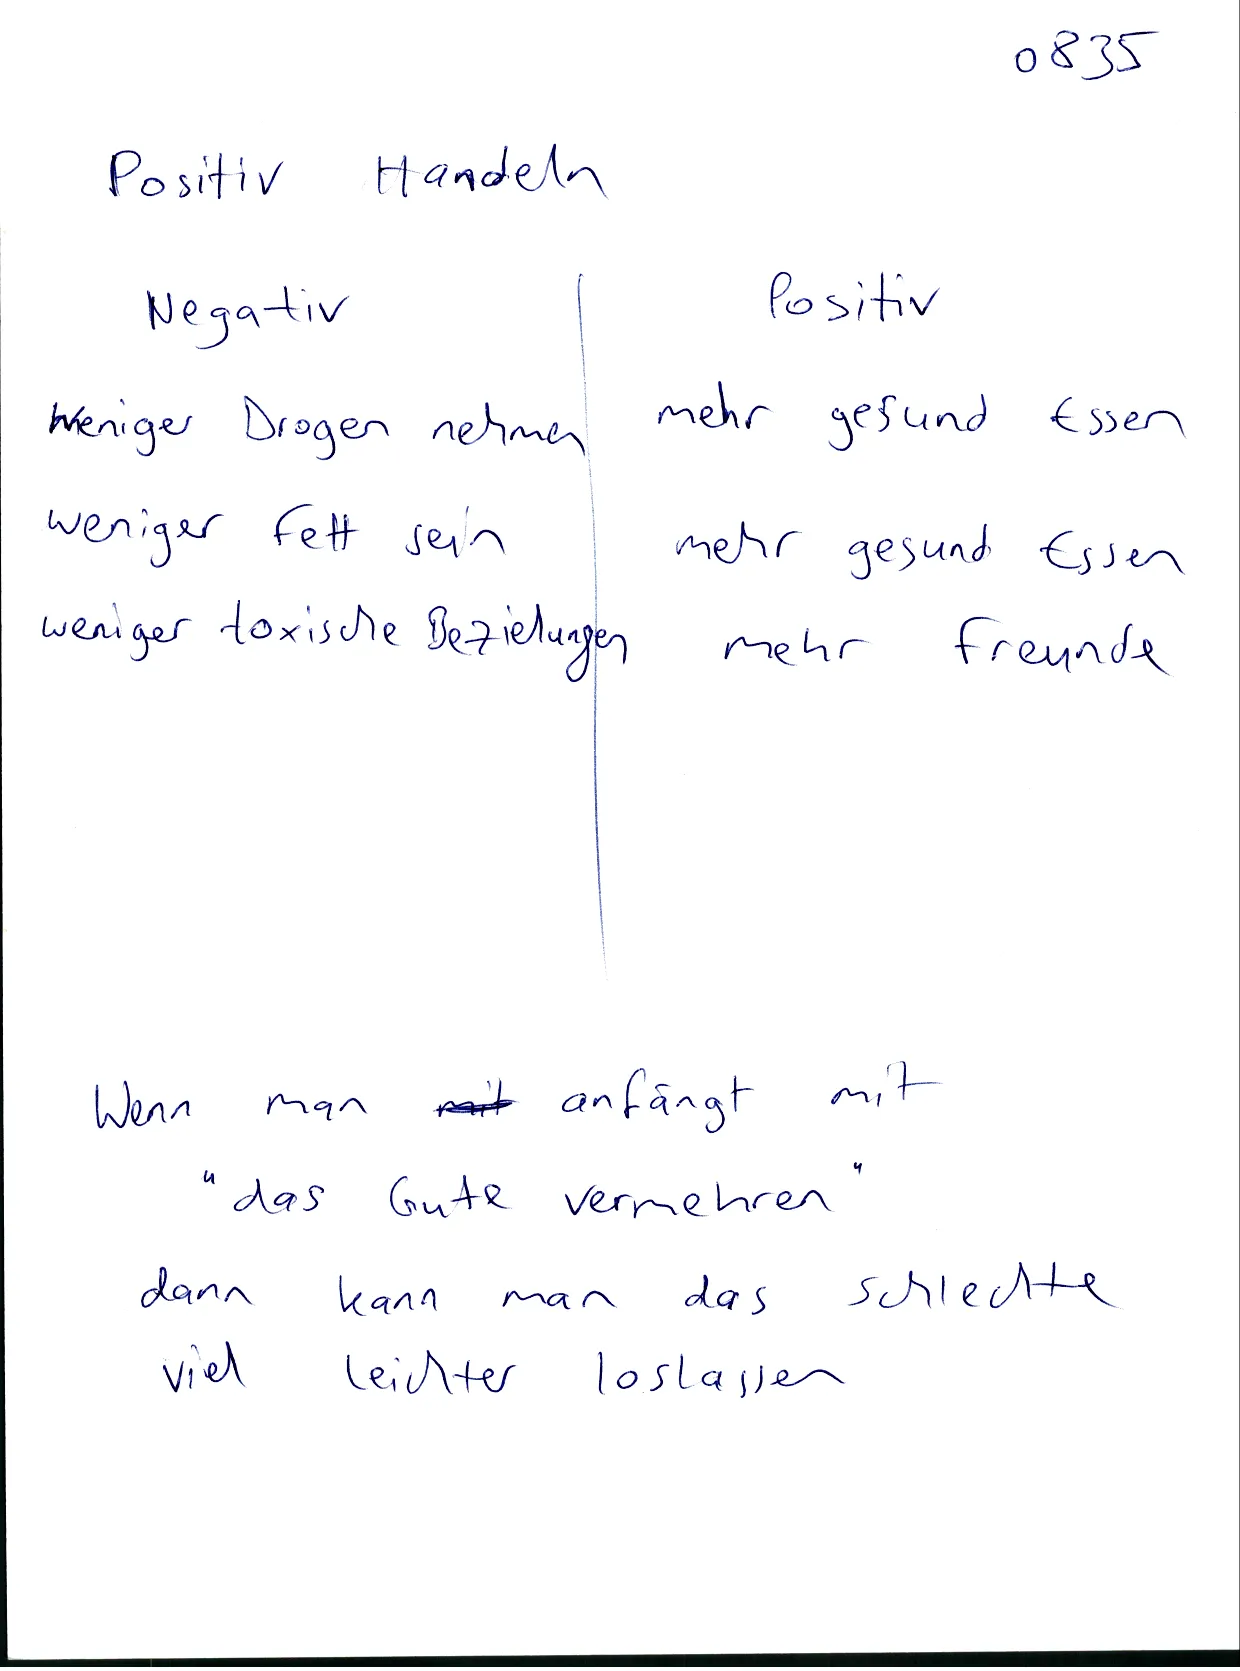 0835
Positiv Handeln
Negativ Positiv
Weniger Drogen nehmen mehr gesund Essen
weniger Fett sein mehr gesund Essen
weniger toxische Beziehungen mehr Freunde
Wenn man mit anfängt mit
"das Gute vermehren"
dann kann man das schlechte
viel leichter loslassen